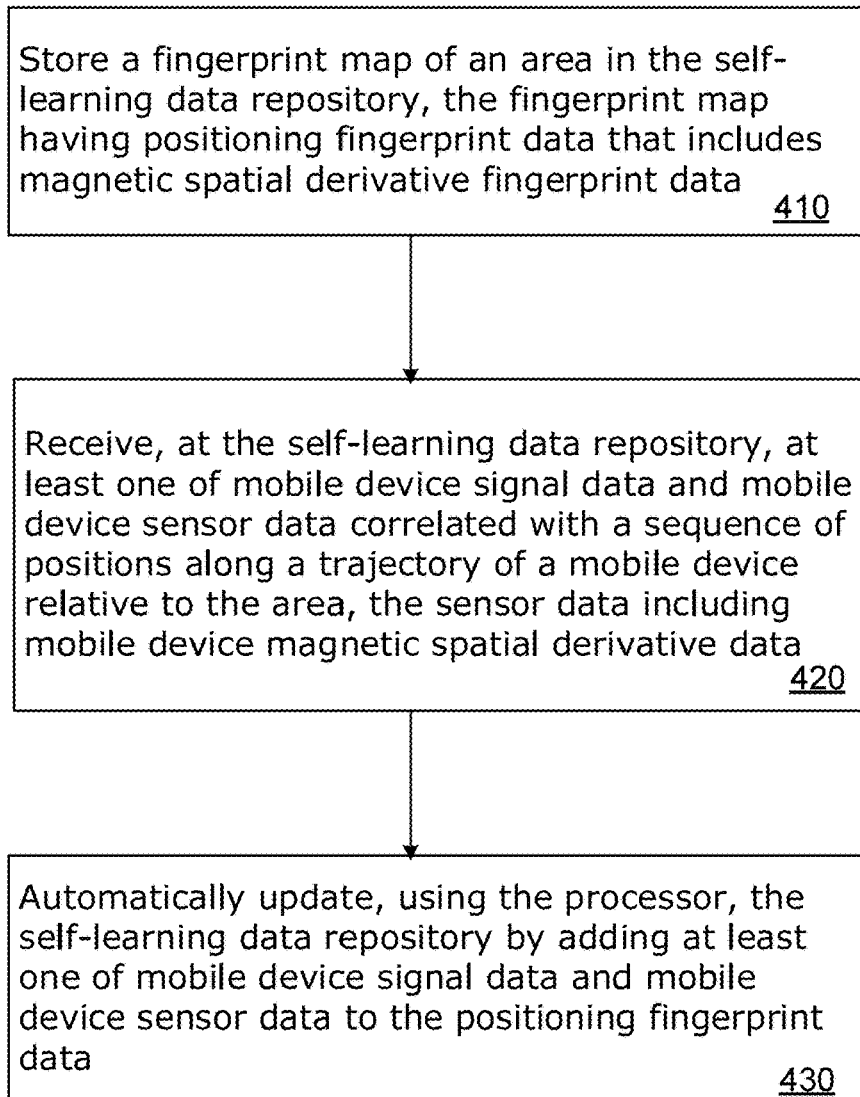 Store a fingerprint map of an area in the self-
learning data repository, the fingerprint map
having positioning fingerprint data that includes
magnetic spatial derivative fingerprint data
410
Receive, at the self-learning data repository, at
least one of mobile device signal data and mobile
device sensor data correlated with a sequence of
positions along a trajectory of a mobile device
relative to the area, the sensor data including
mobile device magnetic spatial derivative data
420
Automatically update, using the processor, the
self-learning data repository by adding at least
one of mobile device signal data and mobile
device sensor data to the positioning fingerprint
data
430